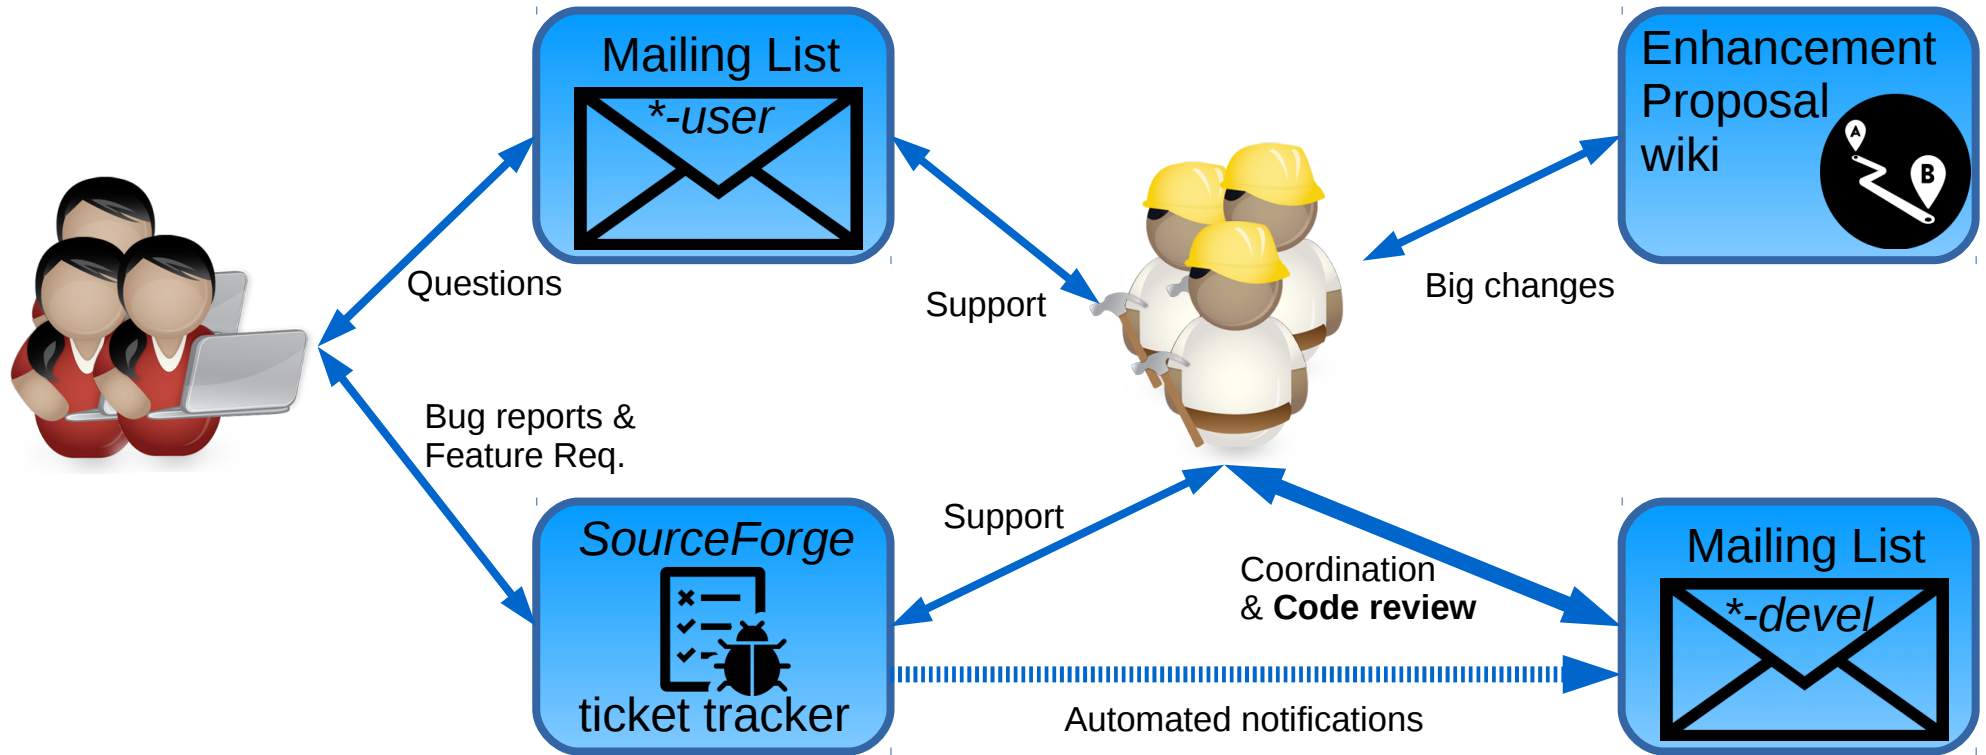 Mailing List
*-user
Enhancement
Proposal
wiki
A
B
Questions
Support
Big changes
Bug reports &
Feature Req.
SourceForge
ticket tracker
Support
Coordination
& Code review
Mailing List
*-devel
Automated notifications